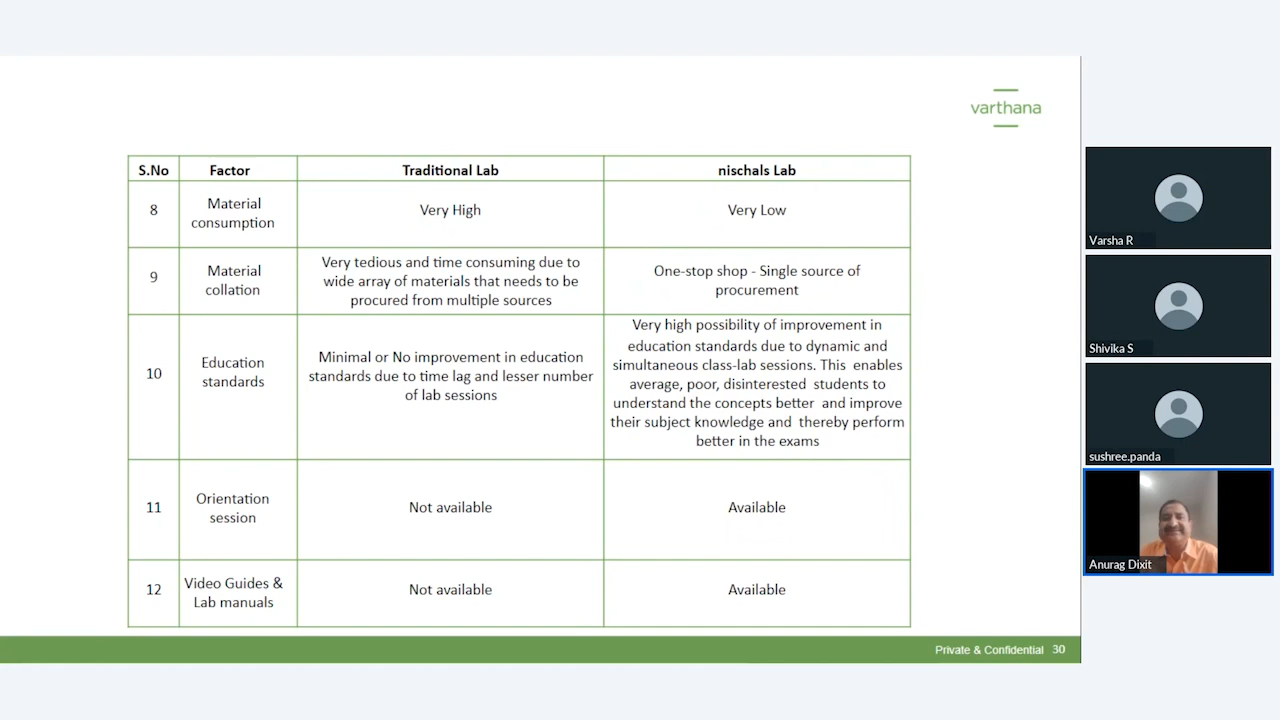 varthana
S.No Factor Traditional Lab nischals Lab
8
Material
consumption
Very High
Very Low
9
Material
collation
Very tedious and time consuming due to
wide array of materials that needs to be
procured from multiple sources
One-stop shop - Single source of
procurement
10
Education
standards
Minimal or No improvement in education
standards due to time lag and lesser number
of lab sessions
Very high possibility of improvement in
education standards due to dynamic and
simultaneous class-lab sessions. This enables
average, poor, disinterested students to
understand the concepts better and improve
their subject knowledge and thereby perform
better in the exams
11
Orientation
session
Not available
Available
12
Video Guides &
Lab manuals
Not available
Available
Private & Confidential 30
Varsha R
Shivika S
sushree.panda
Anurag Dixit